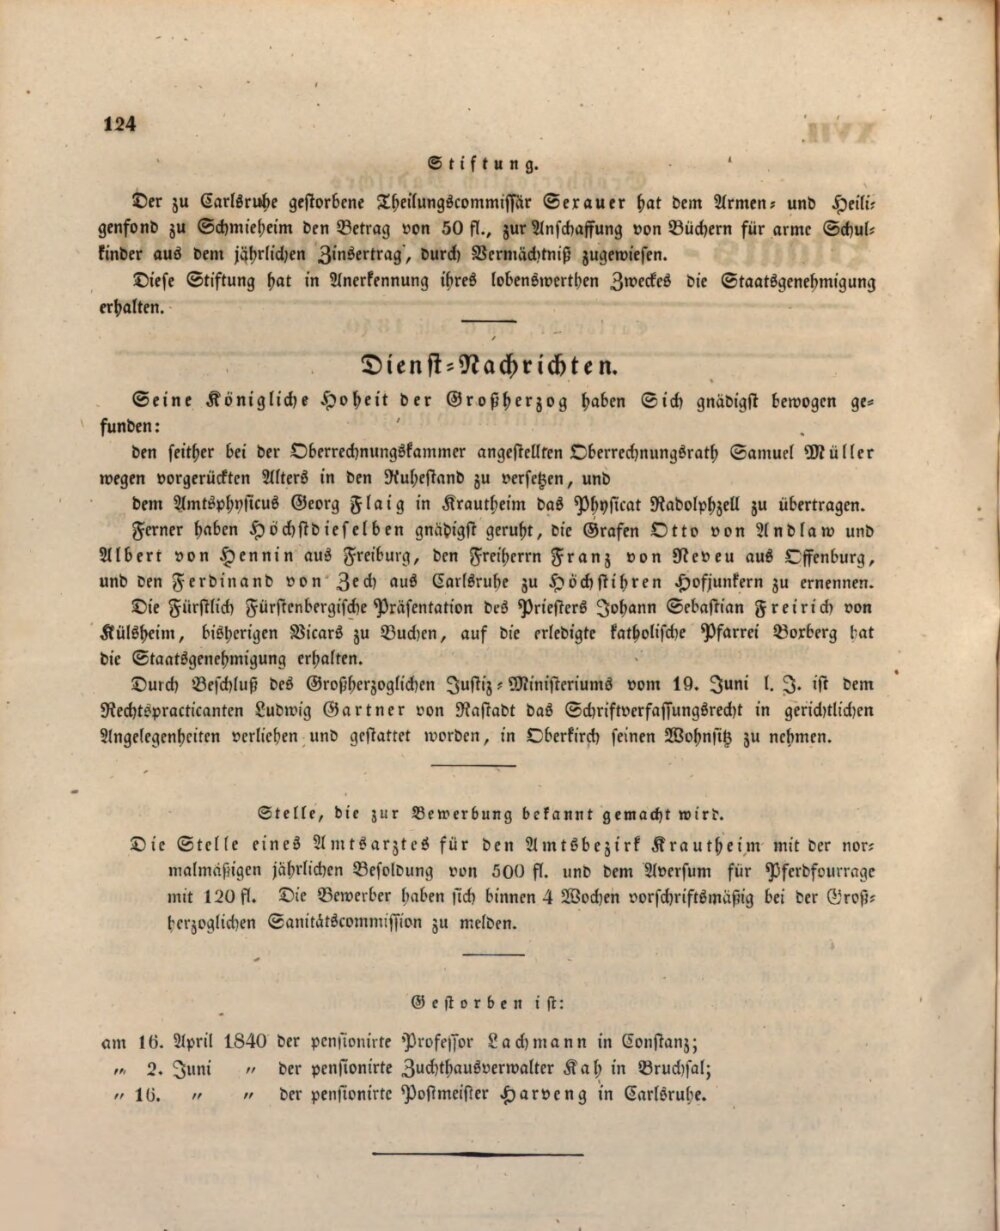 124
Stiftung.
Der zu Carlsruhe gestorbene Theilungscommissär Sexauer hat dem Armen- und Heili-
genfond zu Schmieheim den Betrag von 50 fl., zur Anschaffung von Büchern für arme Schul-
kinder aus dem jährlichen Zinsertrag, durch Vermächtniß zugewiesen.
Diese Stiftung hat in Anerkennung ihres lobenswerthen Zweckes die Staatsgenehmigung
erhalten.
Dienst-Nachrichten.
Seine Königliche Hoheit der Großherzog haben Sich gnädigst bewogen ge-
funden:
den seither bei der Oberrechnungskammer angestellten Oberrechnungsrath Samuel Müller
wegen vorgerückten Alters in den Ruhestand zu versetzen, und
dem Amtsphysicus Georg Flaig in Krautheim das Physicat Radolphzell zu übertragen.
Ferner haben Höchstdieselben gnädigst geruht, die Grafen Otto von Andlaw und
Albert von Hennin aus Freiburg, den Freiherrn Franz von Neveu aus Offenburg,
und den Ferdinand von Zech aus Carlsruhe zu Höchstihren Hofjunkern zu ernennen.
Die Fürstlich Fürstenbergische Präsentation des Priesters Johann Sebastian Freirich von
Külsheim, bisherigen Vicars zu Buchen, auf die erledigte katholische Pfarrei Boxberg hat
die Staatsgenehmigung erhalten.
Durch Beschluß des Großherzoglichen Justiz-Ministeriums vom 19. Juni l. J. ist dem
Rechtspracticanten Ludwig Gartner von Rastadt das Schriftverfassungsrecht in gerichtlichen
Angelegenheiten verliehen und gestattet worden, in Oberkirch seinen Wohnsitz zu nehmen.
Stelle, die zur Bewerbung bekannt gemacht wird.
Die Stelle eines Amtsarztes für den Amtsbezirk Krautheim mit der nor-
malmäßigen jährlichen Besoldung von 500 fl. und dem Aversum für Pferdfourrage
mit 120 fl. Die Bewerber haben sich binnen 4 Wochen vorschriftsmäßig bei der Groß-
herzoglichen Sanitätscommission zu melden.
Gestorben ist:
am 16. April 1840 der pensionirte Professor Lachmann in Constanz;
„ 2. Juni „ der pensionirte Zuchthausverwalter Kah in Bruchsal;
„ 16. „ „ der pensionirte Postmeister Harveng in Carlsruhe.